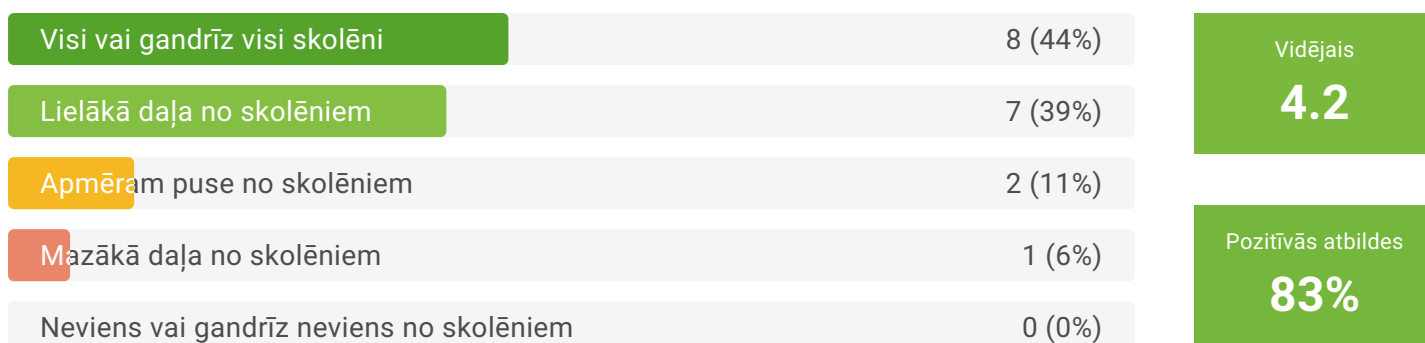 Visi vai gandrīz visi skolēni 8 (44%)
Lielākā daļa no skolēniem 7 (39%)
Apmēram puse no skolēniem 2 (11%)
Mazākā daļa no skolēniem 1 (6%)
Neviens vai gandrīz neviens no skolēniem 0 (0%)
Vidējais
4.2
Pozitīvās atbildes
83%